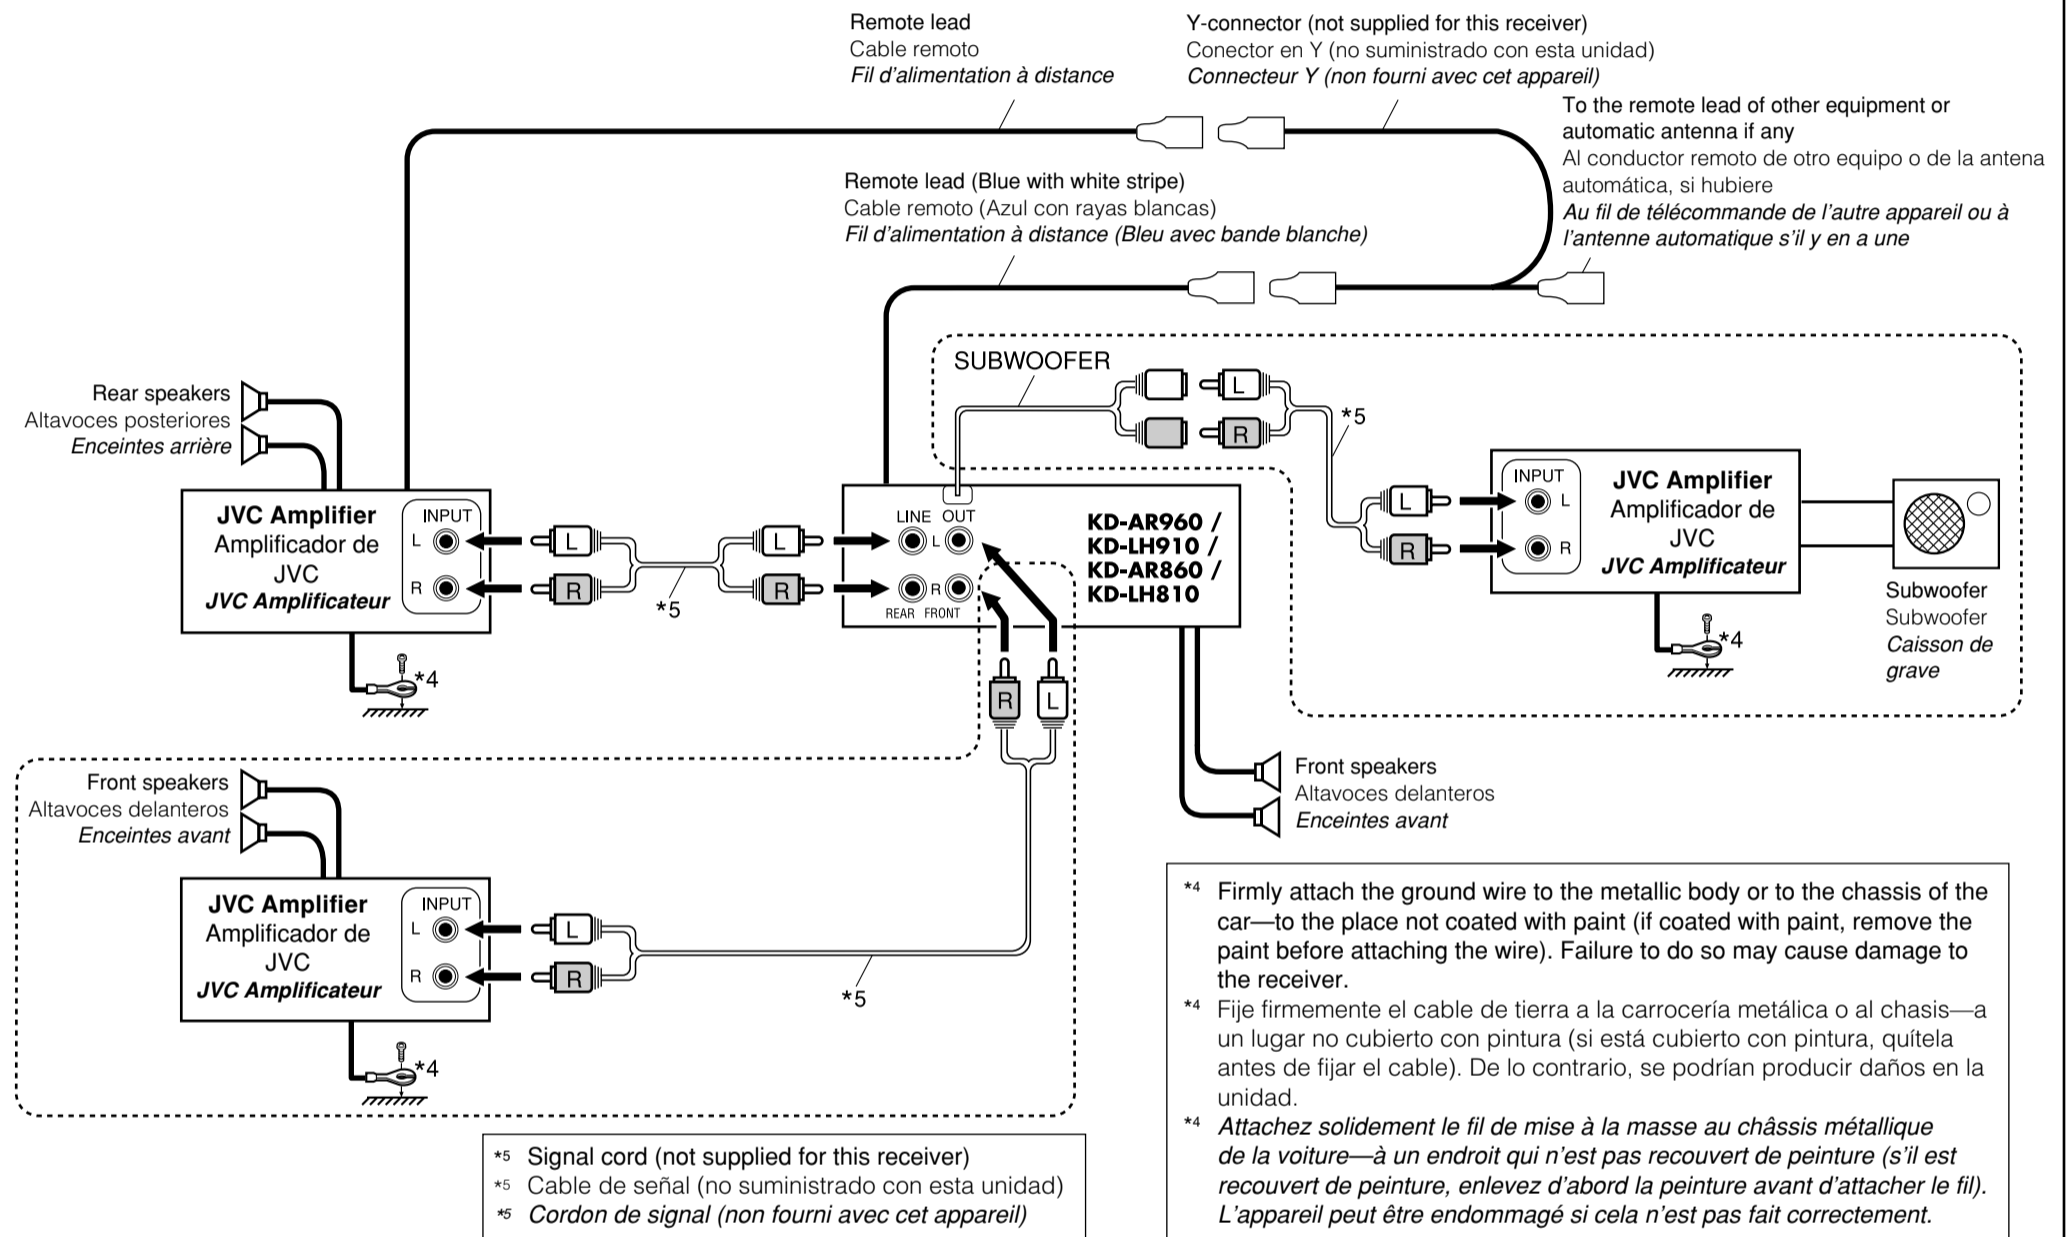 Remote lead
Cable remoto
Fil d'alimentation à distance
Y-connector (not supplied for this receiver)
Conector en Y (no suministrado con esta unidad)
Connecteur Y (non fourni avec cet appareil)
To the remote lead of other equipment or
automatic antenna if any
Al conductor remoto de otro equipo o de la antena
automática, si hubiere
Au fil de télécommande de l'autre appareil ou à
l'antenne automatique s'il y en a une
Remote lead (Blue with white stripe)
Cable remoto (Azul con rayas blancas)
Fil d'alimentation à distance (Bleu avec bande blanche)
SUBWOOFER
L
R
*5
Rear speakers
Altavoces posteriores
Enceintes arrière
JVC Amplifier
Amplificador de
JVC
JVC Amplificateur
INPUT
L
R
*4
L
R
*5
L
R
LINE OUT
L
R
REAR FRONT
KD-AR960 /
KD-LH910 /
KD-AR860 /
KD-LH810
L
R
INPUT
L
R
JVC Amplifier
Amplificador de
JVC
JVC Amplificateur
*4
Subwoofer
Subwoofer
Caisson de
grave
R
L
Front speakers
Altavoces delanteros
Enceintes avant
Front speakers
Altavoces delanteros
Enceintes avant
JVC Amplifier
Amplificador de
JVC
JVC Amplificateur
INPUT
L
R
L
R
*5
*4
*4 Firmly attach the ground wire to the metallic body or to the chassis of the
car—to the place not coated with paint (if coated with paint, remove the
paint before attaching the wire). Failure to do so may cause damage to
the receiver.
*4 Fije firmemente el cable de tierra a la carrocería metálica o al chasis—a
un lugar no cubierto con pintura (si está cubierto con pintura, quítela
antes de fijar el cable). De lo contrario, se podrían producir daños en la
unidad.
*4 Attachez solidement le fil de mise à la masse au châssis métallique
de la voiture—à un endroit qui n'est pas recouvert de peinture (s'il est
recouvert de peinture, enlevez d'abord la peinture avant d'attacher le fil).
L'appareil peut être endommagé si cela n'est pas fait correctement.
*5 Signal cord (not supplied for this receiver)
*5 Cable de señal (no suministrado con esta unidad)
*5 Cordon de signal (non fourni avec cet appareil)